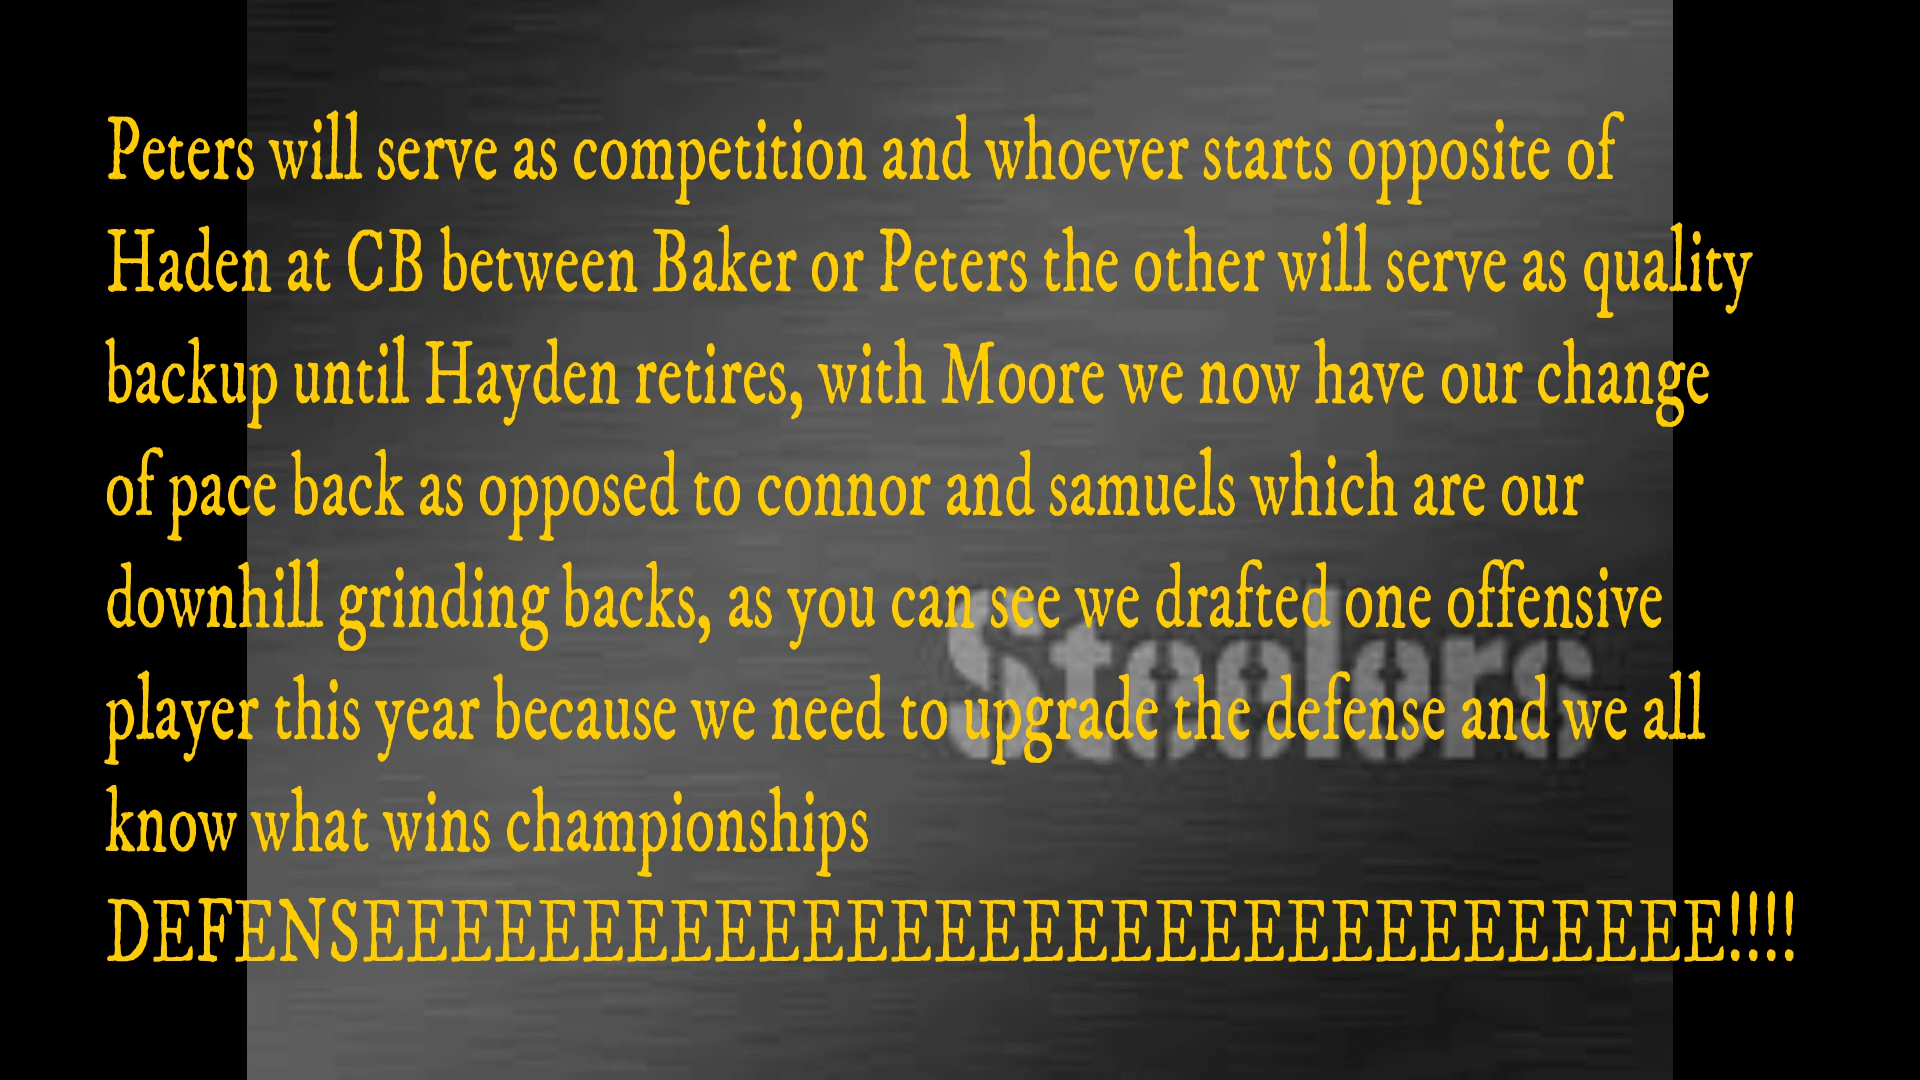 Peters will serve as competition and whoever starts opposite of
Haden at CB between Baker or Peters the other will serve as quality
backup until Hayden retires, with Moore we now have our change
of pace back as opposed to connor and samuels which are our
downhill grinding backs, as you can see we drafted one offensive
player this year because we need to upgrade the defense and we all
know what wins championships
DEFENSEEEEEEEEEEEEEEEEEEEEEEEEEEEEEEE!!!!
Steelers